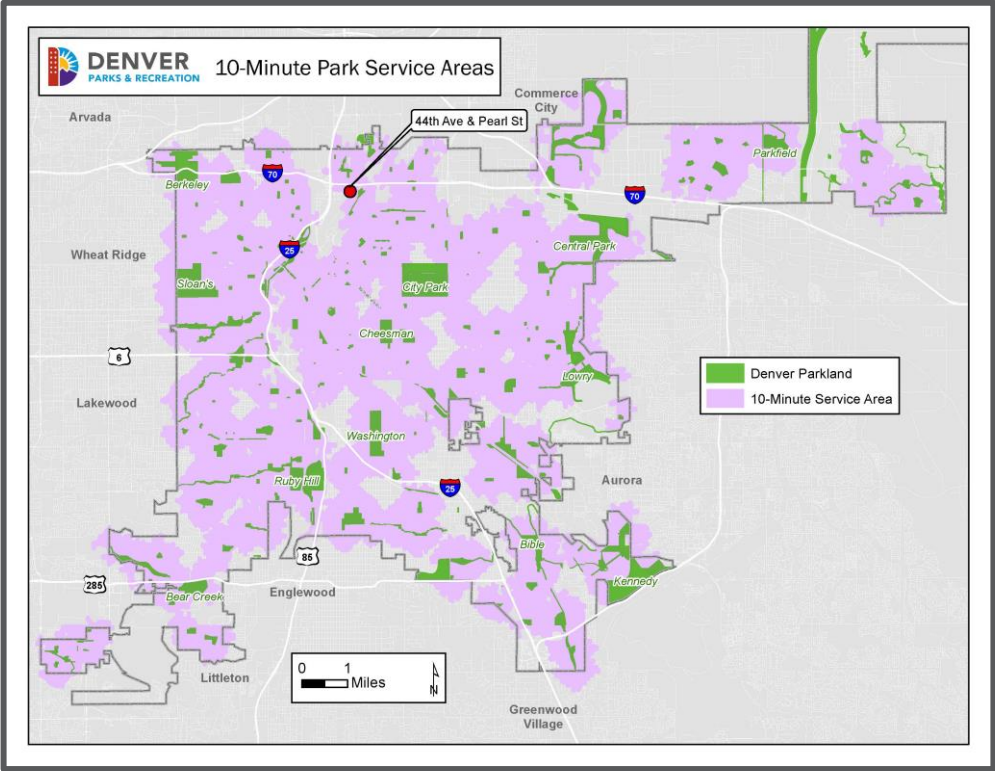 DENVER
PARKS & RECREATION
10-Minute Park Service Areas
Commerce
City
Arvada
44th Ave & Pearl St
Parkfield
70
Berkeley
70
25
Central Park
Wheat Ridge
Sloan's
City Park
Cheesman
6
Lowry
Denver Parkland
10-Minute Service Area
Lakewood
Washington
Ruby Hill
Aurora
25
Bible
85
Kennedy
285
Bear Creek
Englewood
0 1
Miles
N
Littleton
Greenwood
Village